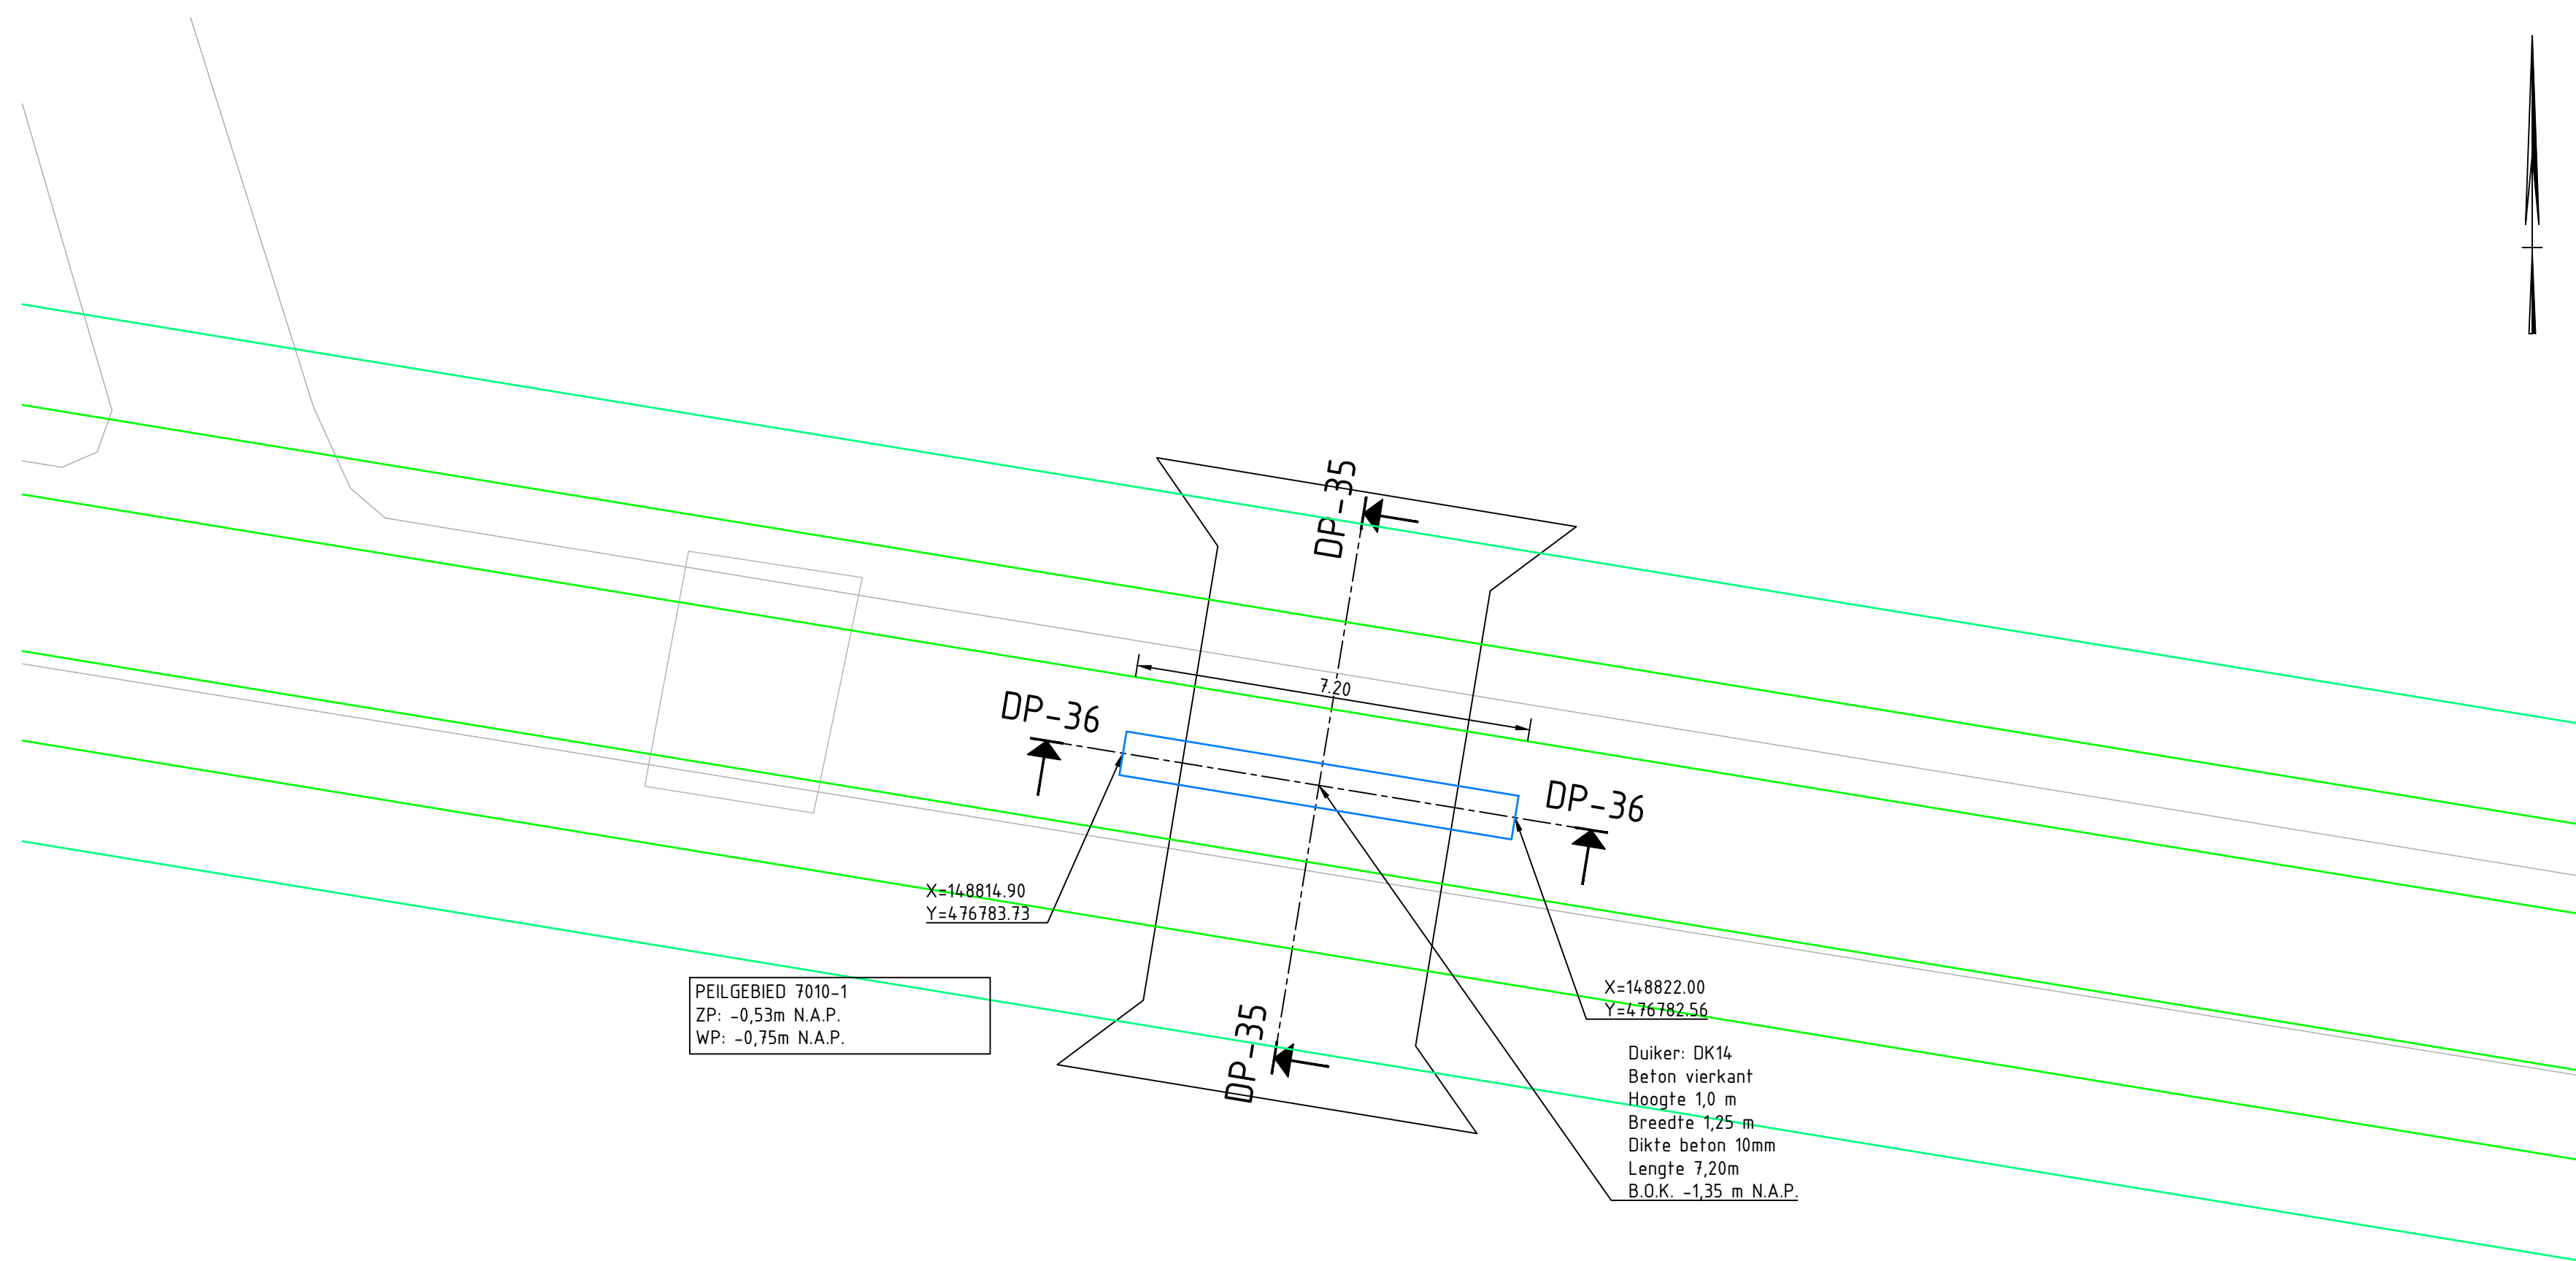 DP-35
7.20
DP-36
DP-36
X=148814.90
Y=476783.73
PEILGEBIED 7010-1
ZP: -0,53m N.A.P.
WP: -0,75m N.A.P.
X=148822.00
Y=476782.56
DP-35
Duiker: DK14
Beton vierkant
Hoogte 1,0 m
Breedte 1,25 m
Dikte beton 10mm
Lengte 7,20m
B.O.K. -1,35 m N.A.P.